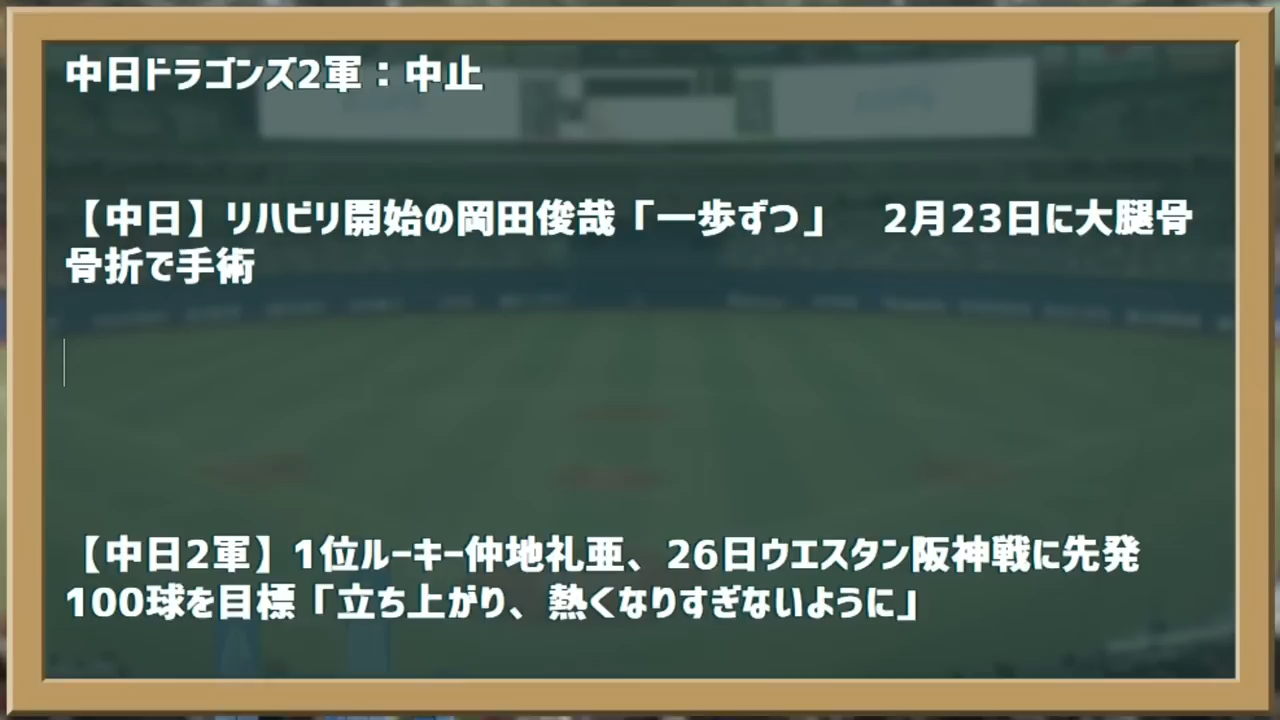 中日ドラゴンズ2軍：中止
【中日】リハビリ開始の岡田俊哉「一歩ずつ」　2月23日に大腿骨
骨折で手術
【中日2軍】1位ルーキー仲地礼亜、26日ウエスタン阪神戦に先発
100球を目標「立ち上がり、熱くなりすぎないように」